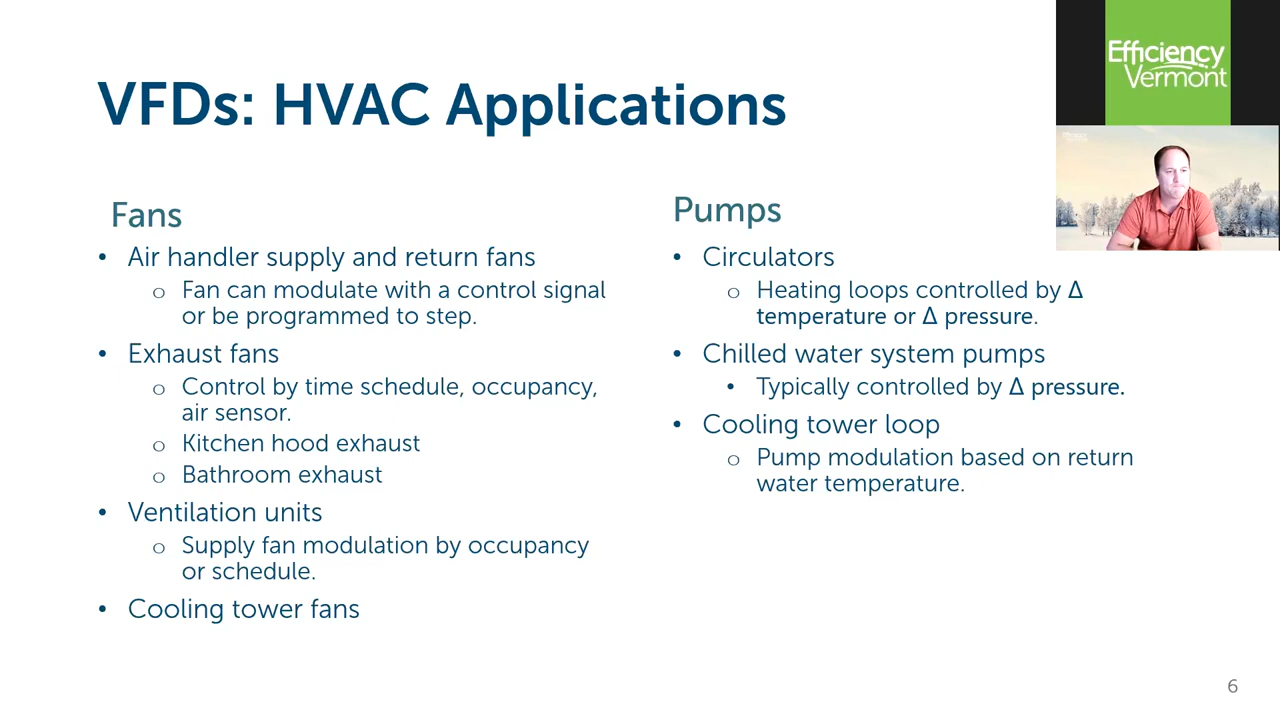 Efficiency
Vermont
VFDs: HVAC Applications
Fans
• Air handler supply and return fans
o Fan can modulate with a control signal
or be programmed to step.
• Exhaust fans
o Control by time schedule, occupancy,
air sensor.
o Kitchen hood exhaust
o Bathroom exhaust
• Ventilation units
o Supply fan modulation by occupancy
or schedule.
• Cooling tower fans
Pumps
• Circulators
o Heating loops controlled by Δ
temperature or Δ pressure.
• Chilled water system pumps
• Typically controlled by Δ pressure.
• Cooling tower loop
o Pump modulation based on return
water temperature.
6